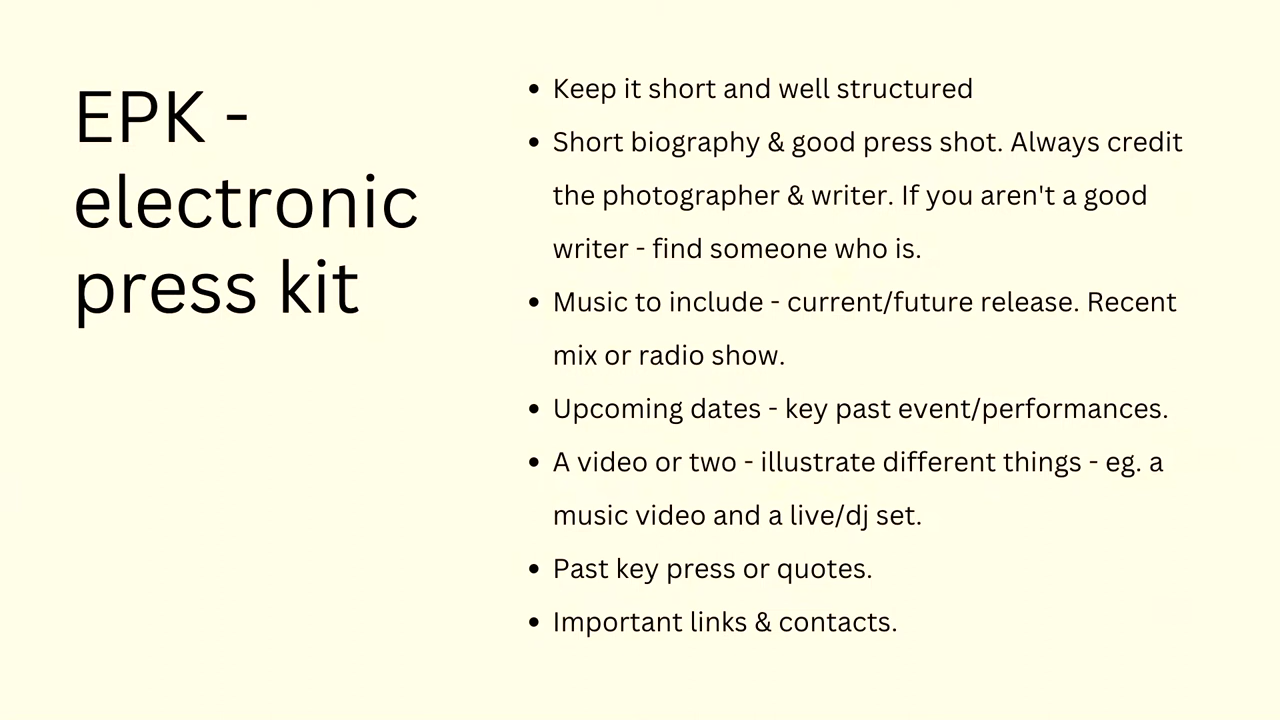 EPK -
electronic
press kit
• Keep it short and well structured
• Short biography & good press shot. Always credit
the photographer & writer. If you aren't a good
writer - find someone who is.
• Music to include - current/future release. Recent
mix or radio show.
• Upcoming dates - key past event/performances.
• A video or two - illustrate different things - eg. a
music video and a live/dj set.
• Past key press or quotes.
• Important links & contacts.